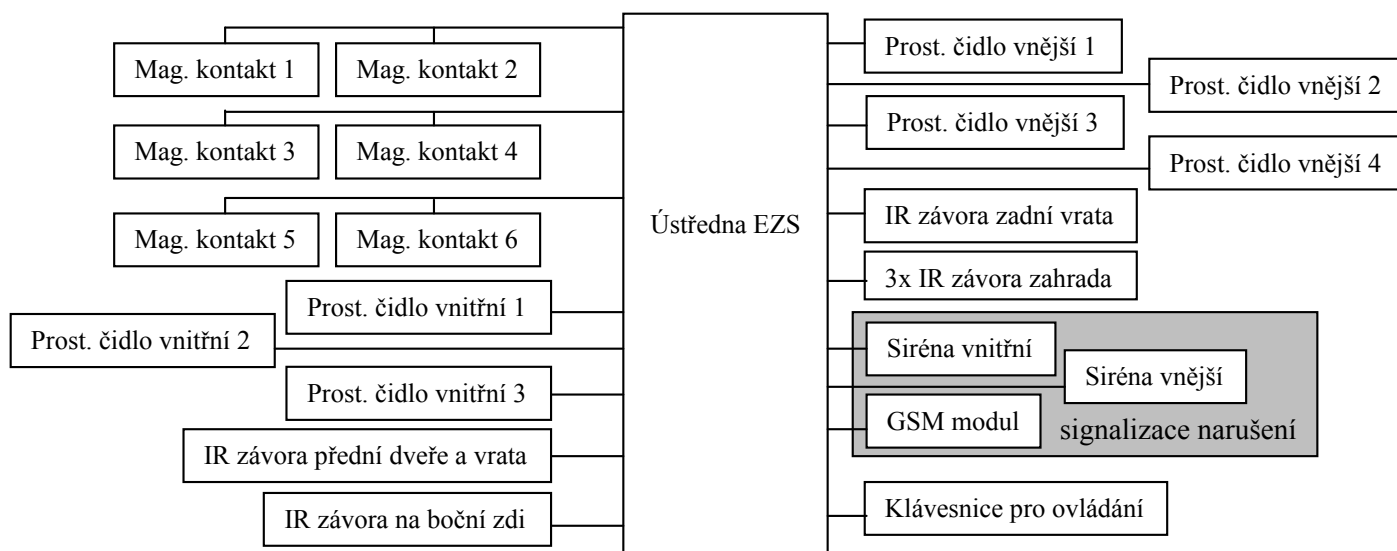 Mag. kontakt 1
Mag. kontakt 2
Mag. kontakt 3
Mag. kontakt 4
Mag. kontakt 5
Mag. kontakt 6
Prost. čidlo vnitřní 1
Prost. čidlo vnitřní 2
Prost. čidlo vnitřní 3
IR závora přední dveře a vrata
IR závora na boční zdi
Ústředna EZS
Prost. čidlo vnější 1
Prost. čidlo vnější 2
Prost. čidlo vnější 3
Prost. čidlo vnější 4
IR závora zadní vrata
3x IR závora zahrada
Siréna vnitřní
Siréna vnější
GSM modul
signalizace narušení
Klávesnice pro ovládání